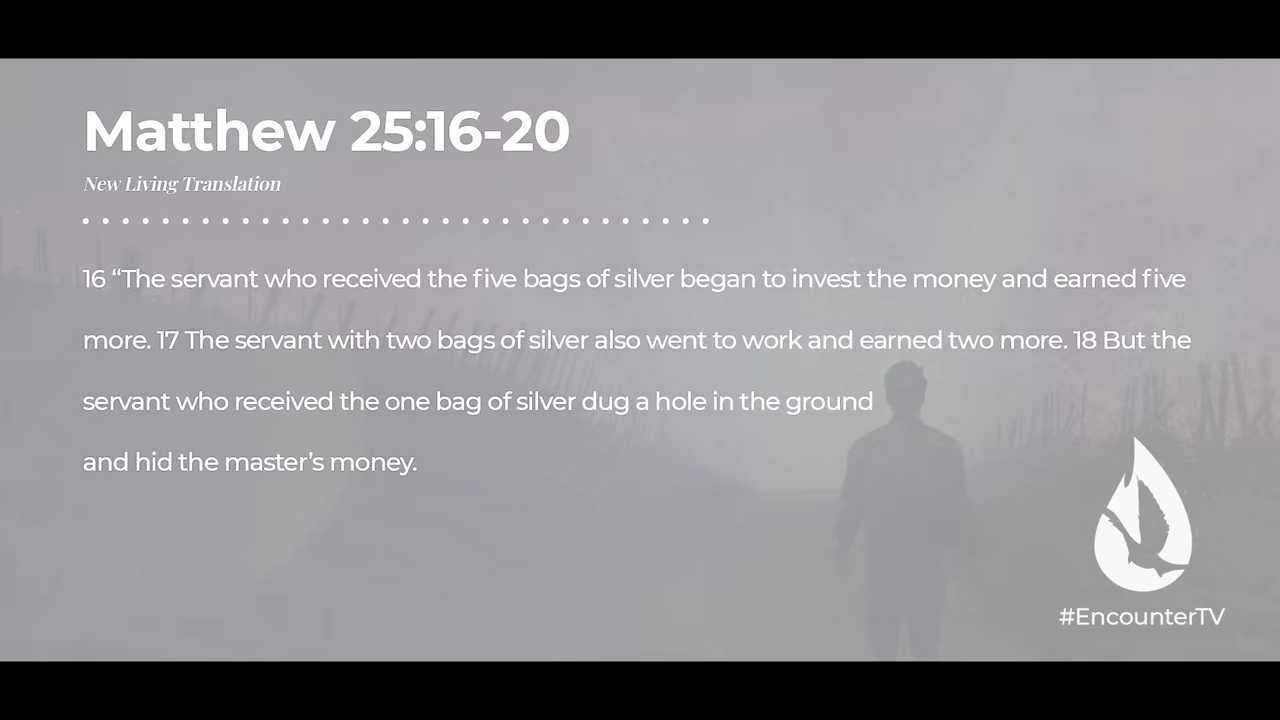 Matthew 25:16-20
New Living Translation
16 “The servant who received the five bags of silver began to invest the money and earned five
more. 17 The servant with two bags of silver also went to work and earned two more. 18 But the
servant who received the one bag of silver dug a hole in the ground
and hid the master’s money.
#EncounterTV